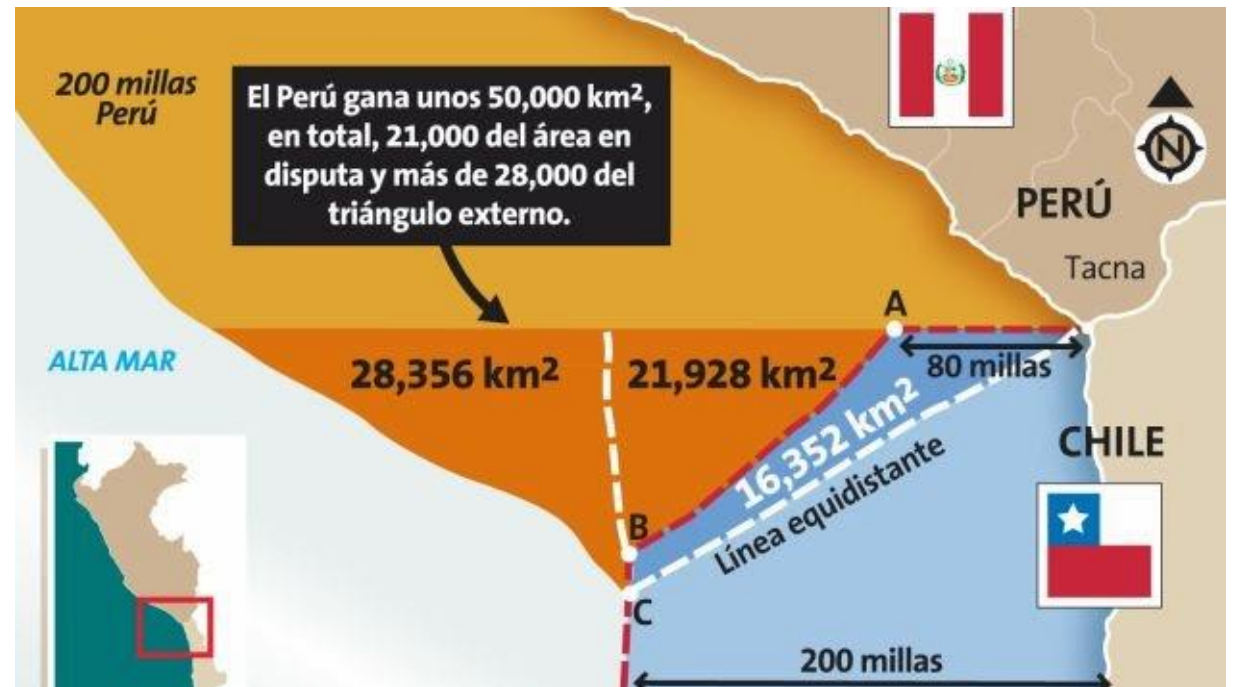 200 millas
Perú
El Perú gana unos 50,000 km²,
en total, 21,000 del área en
disputa y más de 28,000 del
triángulo externo.
N
PERÚ
Tacna
A
80 millas
ALTA MAR
28,356 km²
21,928 km²
16,352 km²
Línea equidistante
CHILE
B
C
200 millas